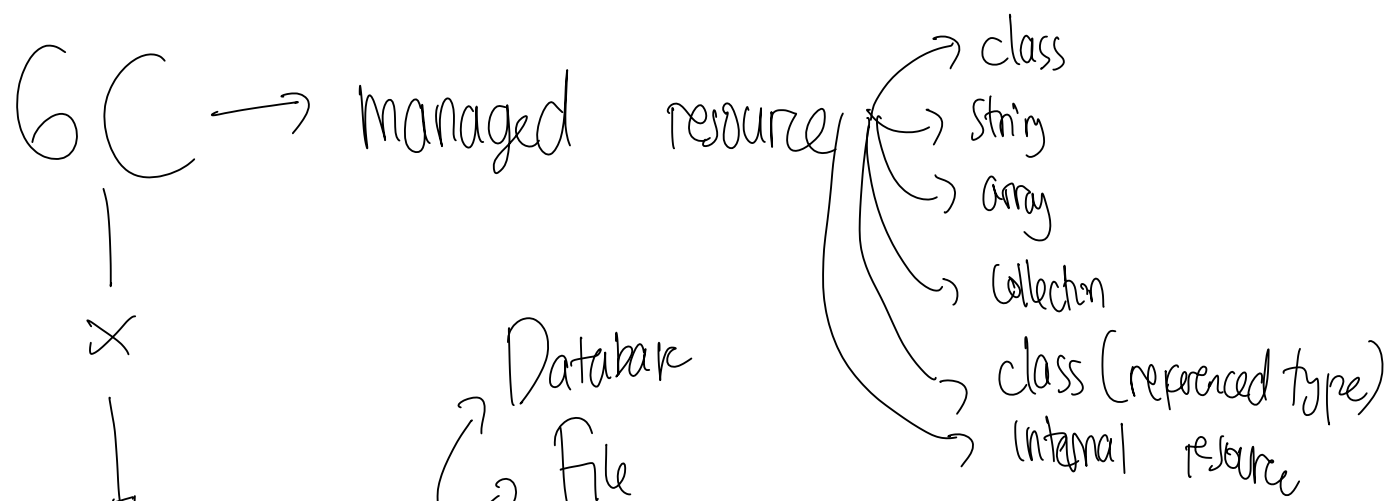 GC → managed resource
→ class
→ string
→ array
→ collection
→ class (referenced type)
→ Internal resource
×
Database
File